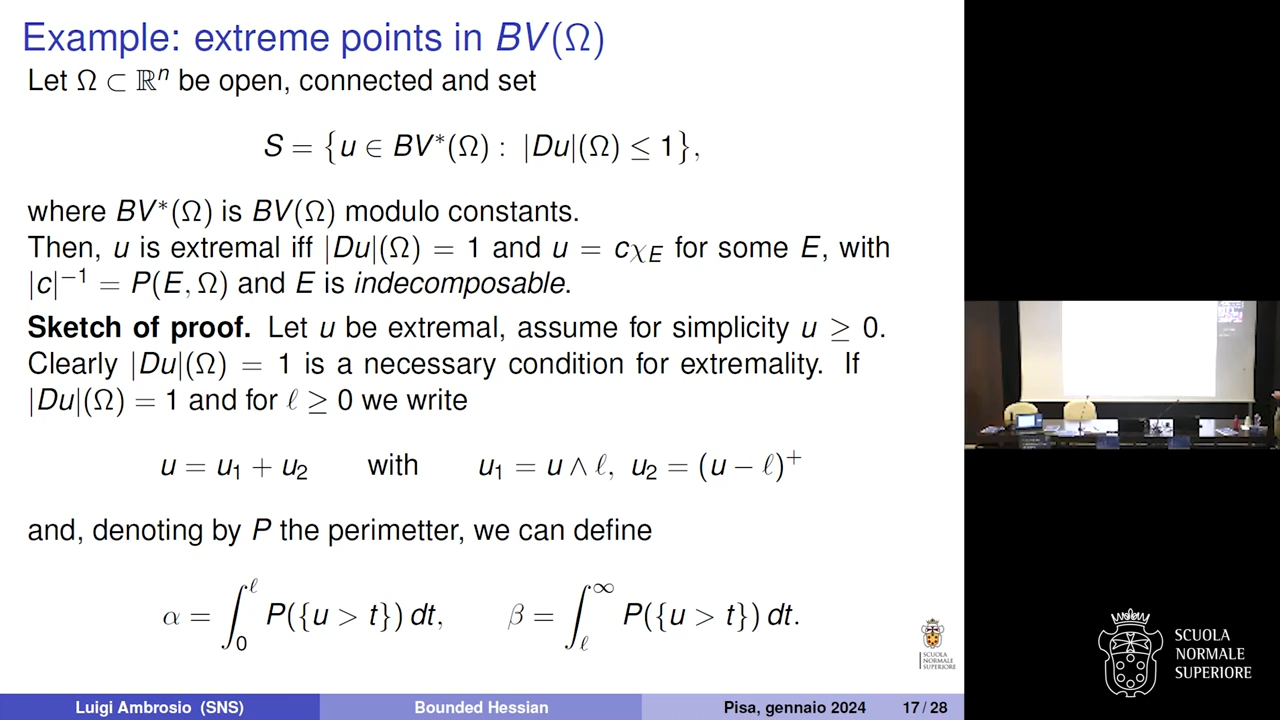 Example: extreme points in BV(Ω)
Let Ω ⊂ ℝⁿ be open, connected and set
S = {u ∈ BV*(Ω) : |Du|(Ω) ≤ 1},
where BV*(Ω) is BV(Ω) modulo constants.
Then, u is extremal iff |Du|(Ω) = 1 and u = cχ_E for some E, with
|c|⁻¹ = P(E, Ω) and E is indecomposable.
Sketch of proof. Let u be extremal, assume for simplicity u ≥ 0.
Clearly |Du|(Ω) = 1 is a necessary condition for extremality. If
|Du|(Ω) = 1 and for ℓ ≥ 0 we write
u = u₁ + u₂ with u₁ = u ∧ ℓ, u₂ = (u − ℓ)⁺
and, denoting by P the perimetter, we can define
α = ∫₀^ℓ P({u > t}) dt, β = ∫_ℓ^∞ P({u > t}) dt.
SCUOLA
NORMALE
SUPERIORE
Luigi Ambrosio (SNS) Bounded Hessian Pisa, gennaio 2024 17 / 28
SCUOLA
NORMALE
SUPERIORE